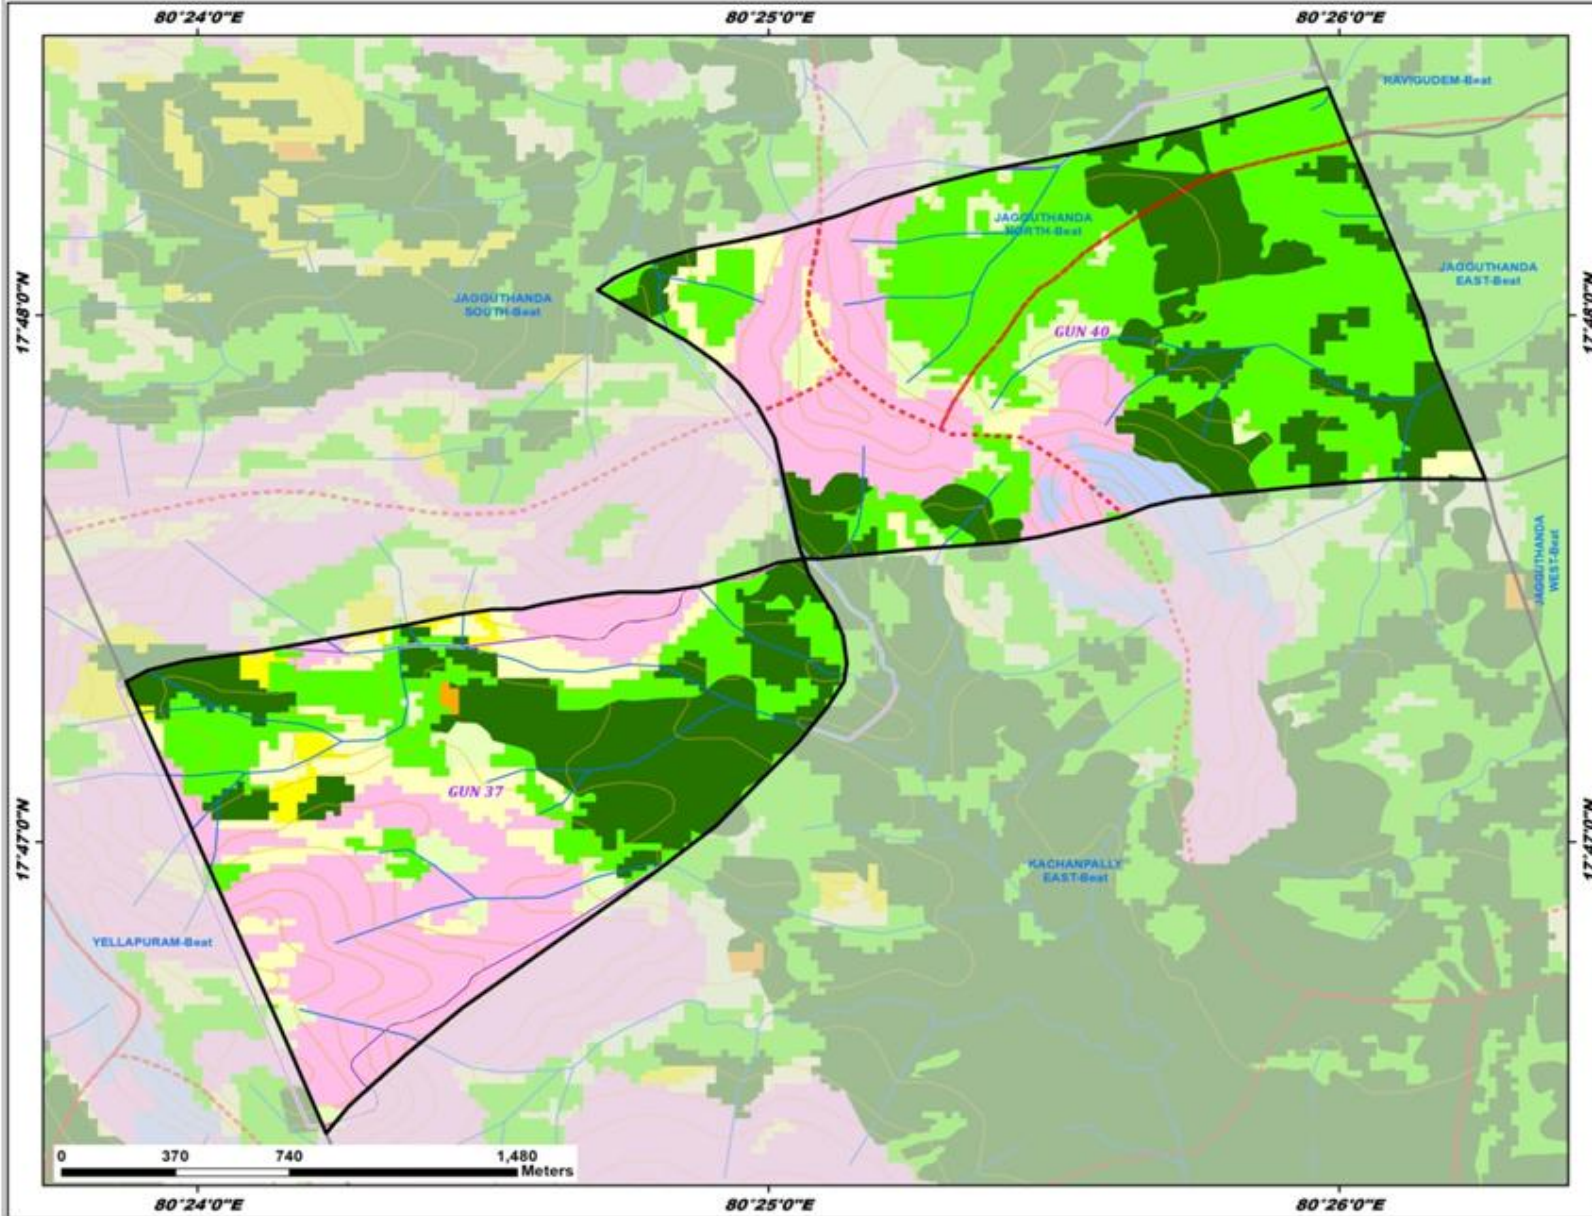 80°24'0"E 80°25'0"E 80°26'0"E
RAVIGUDEM-Beat
JAGGUTHANDA
NORTH-Beat
JAGGUTHANDA
EAST-Beat
JAGGUTHANDA
SOUTH-Beat
17°48'0"N 17°48'0"N
GUN 40
JAGGUTHANDA
WEST-Beat
GUN 37
17°47'0"N 17°47'0"N
KACHANPALLY
EAST-Beat
YELLAPURAM-Beat
0 370 740 1,480
Meters
80°24'0"E 80°25'0"E 80°26'0"E